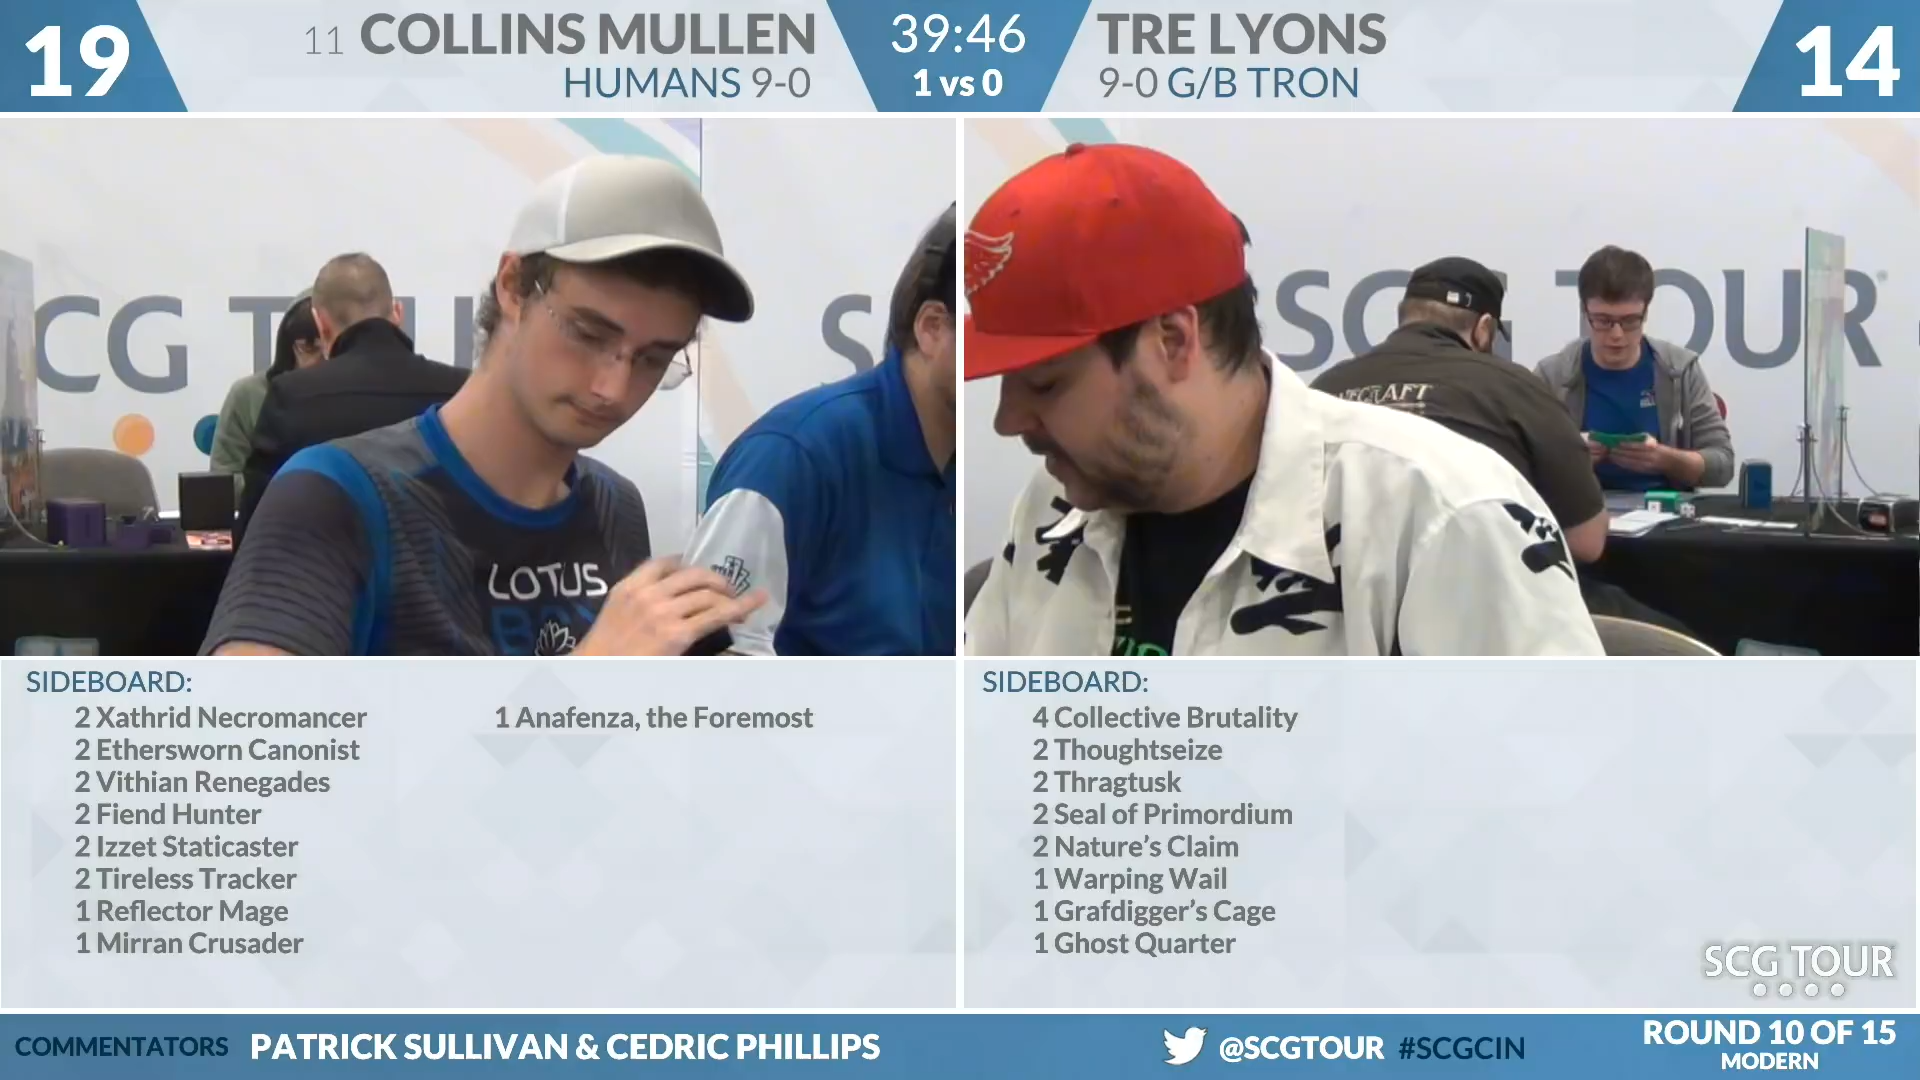 19
11 COLLINS MULLEN
HUMANS 9-0
39:46
1 vs 0
TRE LYONS
9-0 G/B TRON
14
CG T
S
SCG TOUR
LOTUS
SIDEBOARD:
2 Xathrid Necromancer
2 Ethersworn Canonist
2 Vithian Renegades
2 Fiend Hunter
2 Izzet Staticaster
2 Tireless Tracker
1 Reflector Mage
1 Mirran Crusader
1 Anafenza, the Foremost
SIDEBOARD:
4 Collective Brutality
2 Thoughtseize
2 Thragtusk
2 Seal of Primordium
2 Nature's Claim
1 Warping Wail
1 Grafdigger's Cage
1 Ghost Quarter
SCG TOUR
COMMENTATORS PATRICK SULLIVAN & CEDRIC PHILLIPS
@SCGTOUR #SCGCIN
ROUND 10 OF 15
MODERN